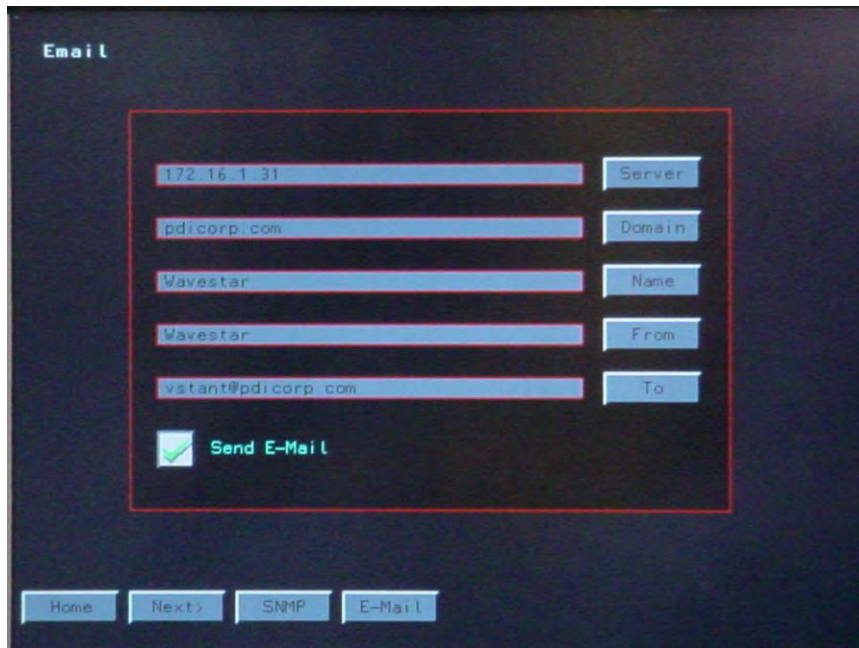 Email
172.16.1.31 Server
pdicorp.com Domain
Wavestar Name
Wavestar From
vstant@pdicorp.com To
Send E-Mail
Home Next> SNMP E-Mail